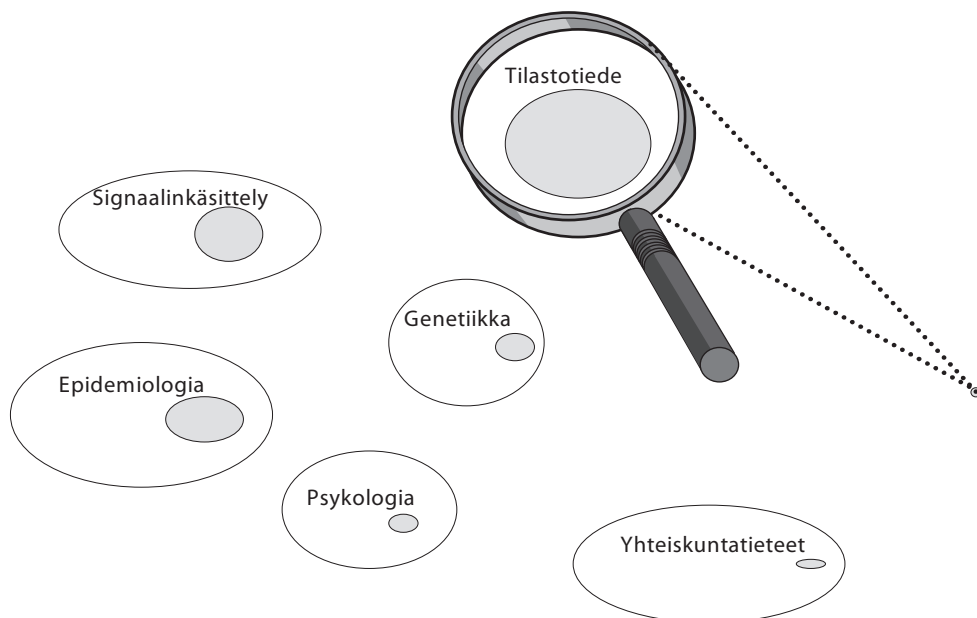 Tilastotiede
Signaalinkäsittely
Genetiikka
Epidemiologia
Psykologia
Yhteiskuntatieteet